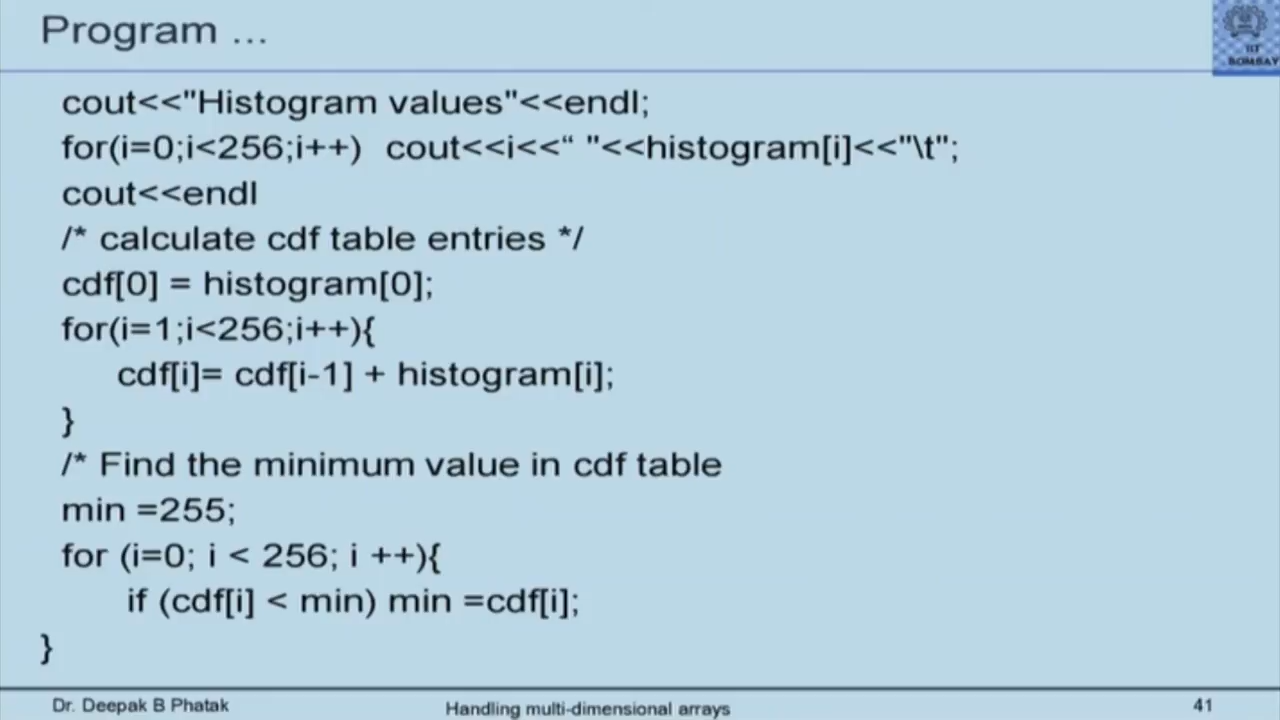 Program ...
IIT BOMBAY
cout<<"Histogram values"<<endl;
for(i=0;i<256;i++)  cout<<i<<“ "<<histogram[i]<<"\t";
cout<<endl
/* calculate cdf table entries */
cdf[0] = histogram[0];
for(i=1;i<256;i++){
cdf[i]= cdf[i-1] + histogram[i];
}
/* Find the minimum value in cdf table
min =255;
for (i=0; i < 256; i ++){
if (cdf[i] < min) min =cdf[i];
}
Dr. Deepak B Phatak
Handling multi-dimensional arrays
41